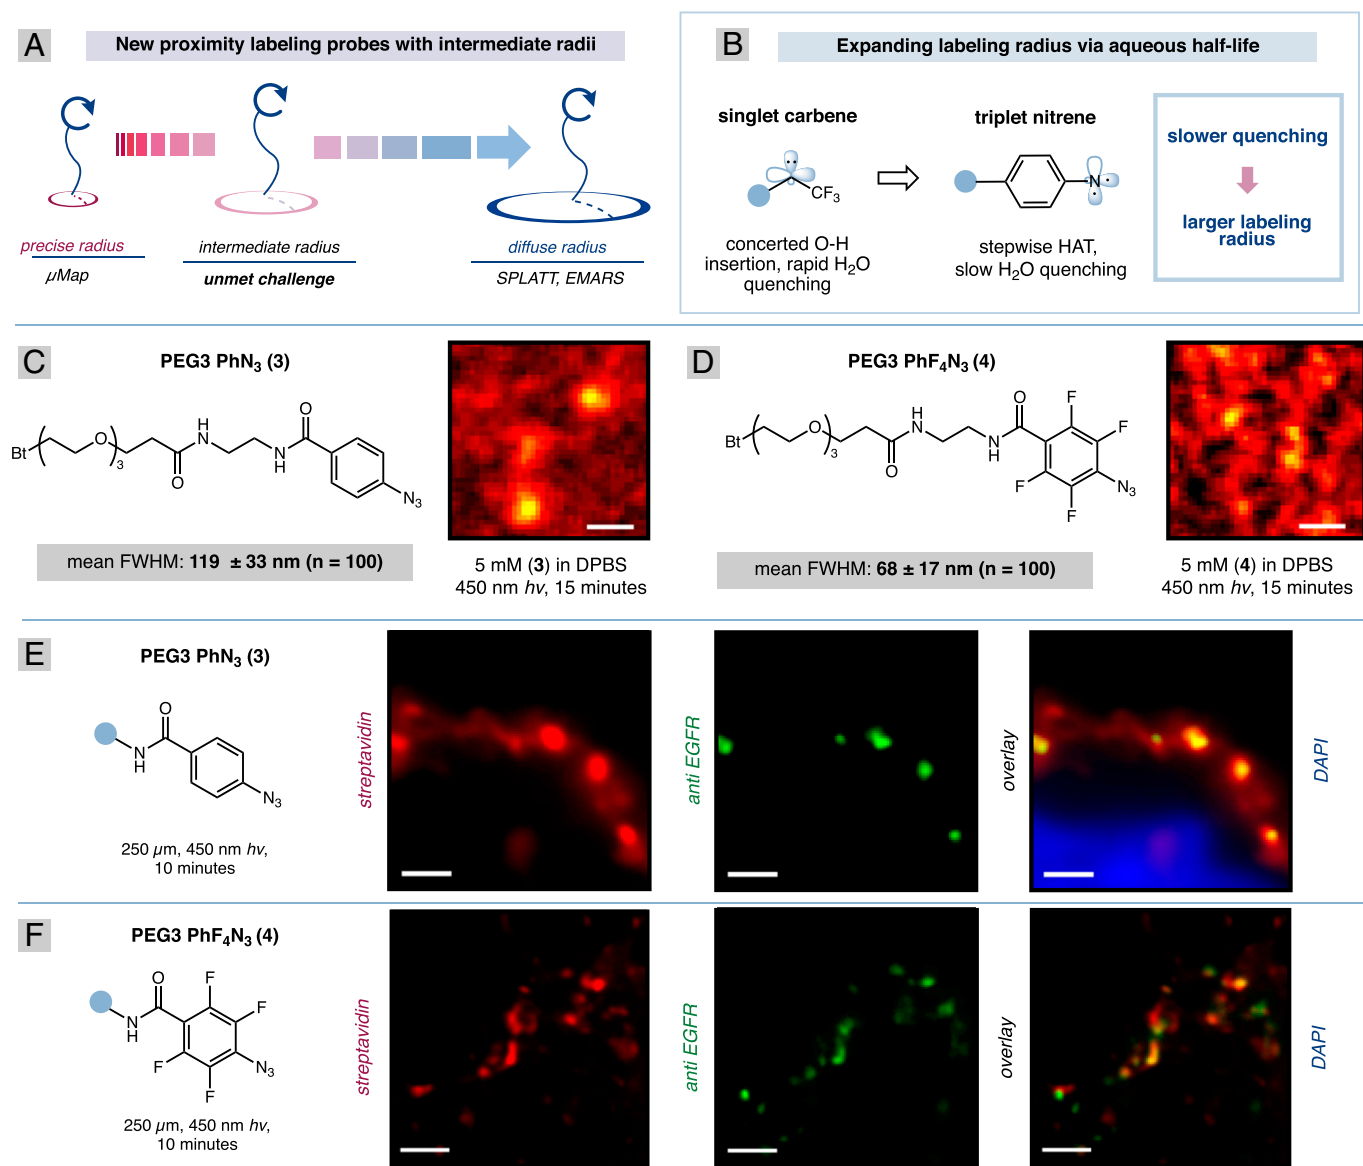 A
New proximity labeling probes with intermediate radii
precise radius
µMap
intermediate radius
unmet challenge
diffuse radius
SPLATT, EMARS
B
Expanding labeling radius via aqueous half-life
singlet carbene
CF3
concerted O-H
insertion, rapid H2O
quenching
triplet nitrene
N
stepwise HAT,
slow H2O quenching
slower quenching
larger labeling
radius
C
PEG3 PhN3 (3)
Bt
O
3
O
H
N
N
H
O
N3
mean FWHM: 119 ± 33 nm (n = 100)
5 mM (3) in DPBS
450 nm hv, 15 minutes
D
PEG3 PhF4N3 (4)
Bt
O
3
O
H
N
N
H
O
F
F
F
F
N3
mean FWHM: 68 ± 17 nm (n = 100)
5 mM (4) in DPBS
450 nm hv, 15 minutes
E
PEG3 PhN3 (3)
O
N
H
N3
250 µm, 450 nm hv,
10 minutes
streptavidin
anti EGFR
overlay
DAPI
F
PEG3 PhF4N3 (4)
O
N
H
F
F
F
F
N3
250 µm, 450 nm hv,
10 minutes
streptavidin
anti EGFR
overlay
DAPI